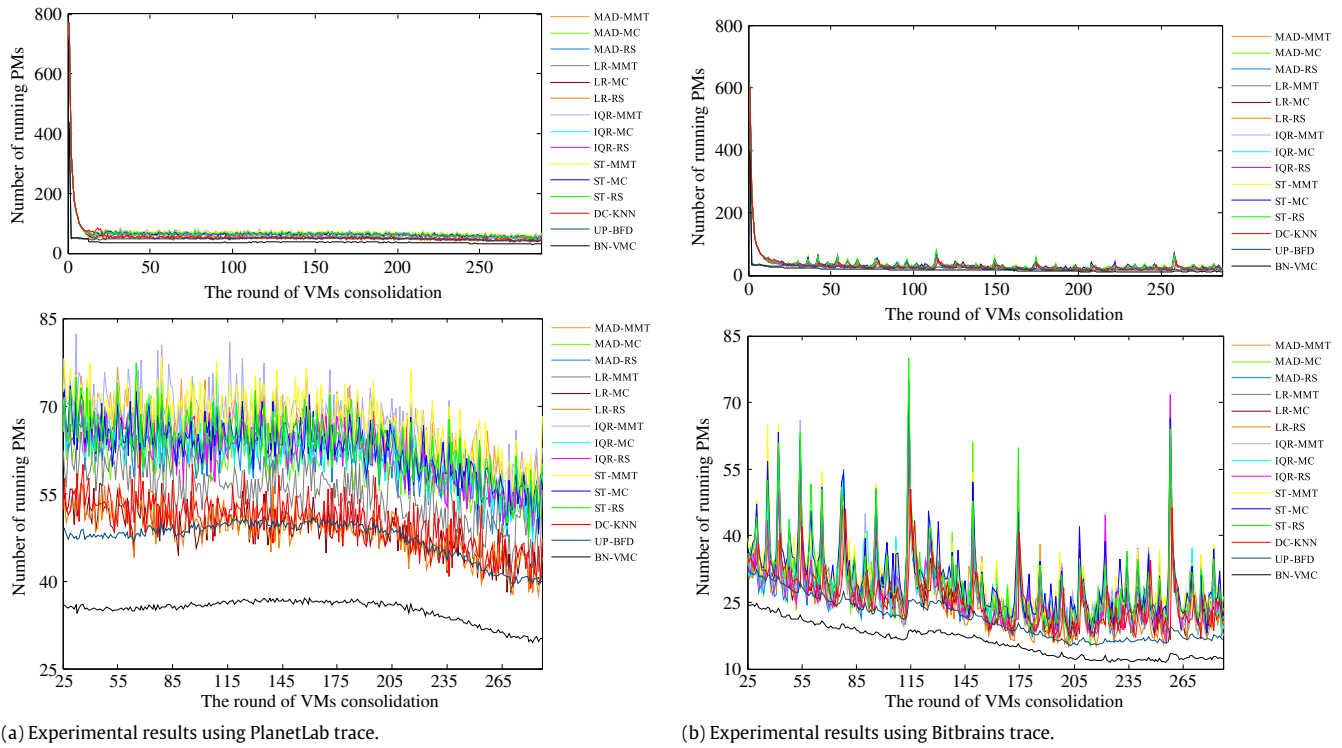 800
600
400
200
0
0
50
100
150
200
250
Number of running PMs
The round of VMs consolidation
MAD-MMT
MAD-MC
MAD-RS
LR-MMT
LR-MC
LR-RS
IQR-MMT
IQR-MC
IQR-RS
ST-MMT
ST-MC
ST-RS
DC-KNN
UP-BFD
BN-VMC
85
70
55
40
25
25
55
85
115
145
175
205
235
265
Number of running PMs
The round of VMs consolidation
MAD-MMT
MAD-MC
MAD-RS
LR-MMT
LR-MC
LR-RS
IQR-MMT
IQR-MC
IQR-RS
ST-MMT
ST-MC
ST-RS
DC-KNN
UP-BFD
BN-VMC
(a) Experimental results using PlanetLab trace.
800
600
400
200
0
0
50
100
150
200
250
Number of running PMs
The round of VMs consolidation
MAD-MMT
MAD-MC
MAD-RS
LR-MMT
LR-MC
LR-RS
IQR-MMT
IQR-MC
IQR-RS
ST-MMT
ST-MC
ST-RS
DC-KNN
UP-BFD
BN-VMC
85
70
55
40
25
10
25
55
85
115
145
175
205
235
265
Number of running PMs
The round of VMs consolidation
MAD-MMT
MAD-MC
MAD-RS
LR-MMT
LR-MC
LR-RS
IQR-MMT
IQR-MC
IQR-RS
ST-MMT
ST-MC
ST-RS
DC-KNN
UP-BFD
BN-VMC
(b) Experimental results using Bitbrains trace.